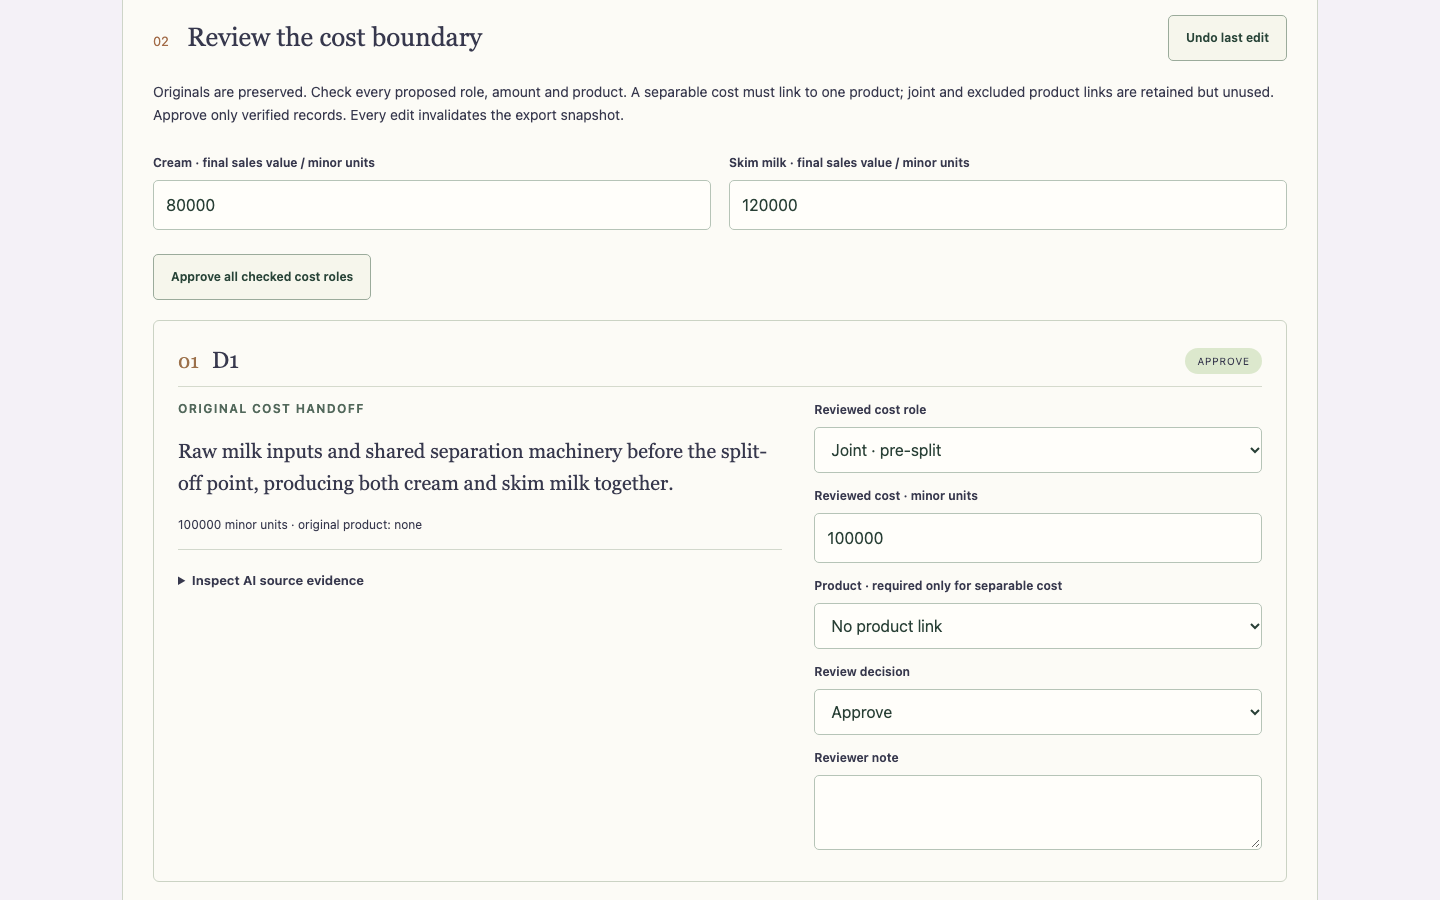 02 Review the cost boundary
Undo last edit
Originals are preserved. Check every proposed role, amount and product. A separable cost must link to one product; joint and excluded product links are retained but unused.
Approve only verified records. Every edit invalidates the export snapshot.
Cream · final sales value / minor units
80000
Skim milk · final sales value / minor units
120000
Approve all checked cost roles
01 D1
APPROVE
ORIGINAL COST HANDOFF
Raw milk inputs and shared separation machinery before the split-
off point, producing both cream and skim milk together.
100000 minor units · original product: none
Inspect AI source evidence
Reviewed cost role
Joint · pre-split
Reviewed cost · minor units
100000
Product · required only for separable cost
No product link
Review decision
Approve
Reviewer note